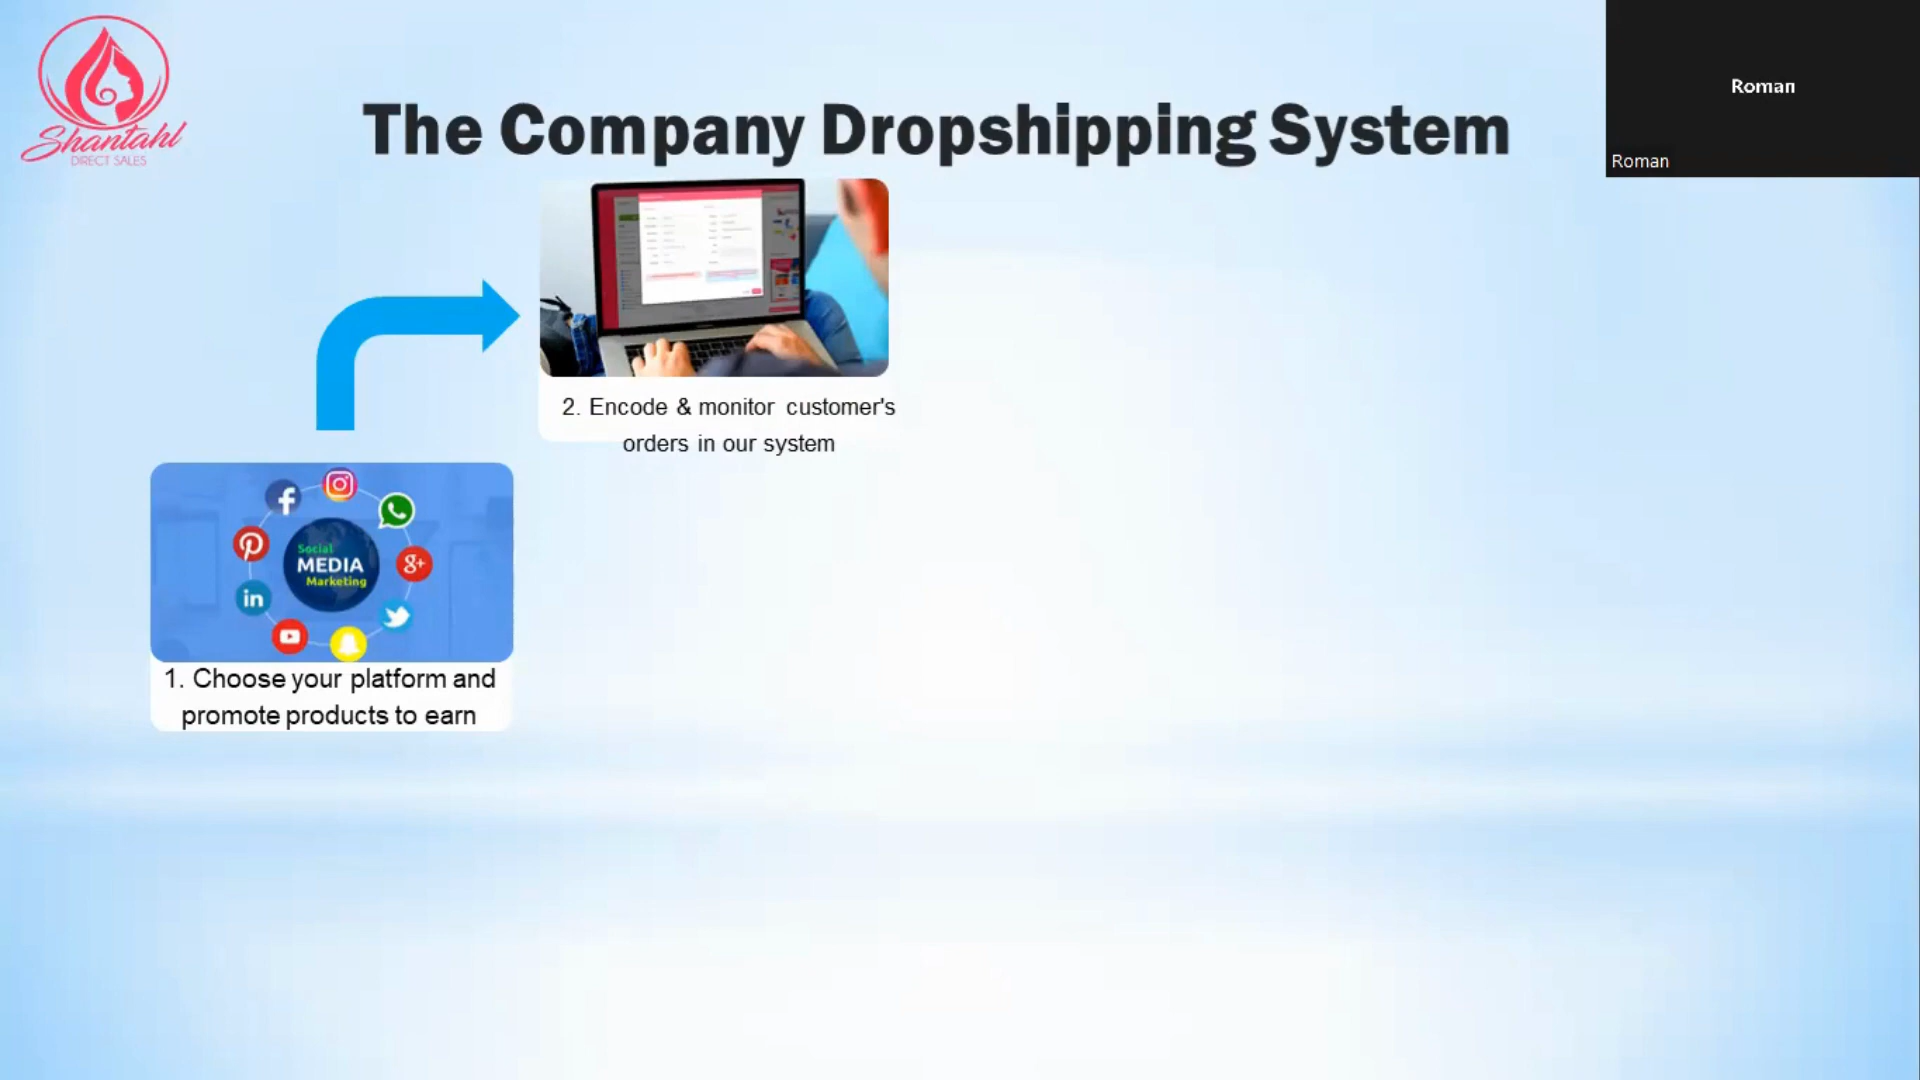 Shantahl
DIRECT SALES
The Company Dropshipping System
Roman
Roman
2. Encode & monitor customer's
orders in our system
Social
MEDIA
Marketing
1. Choose your platform and
promote products to earn